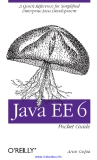 A Quick Reference for Simplified
Enterprise Java Development
Java EE 6
Pocket Guide
O'REILLY®
Arun Gupta